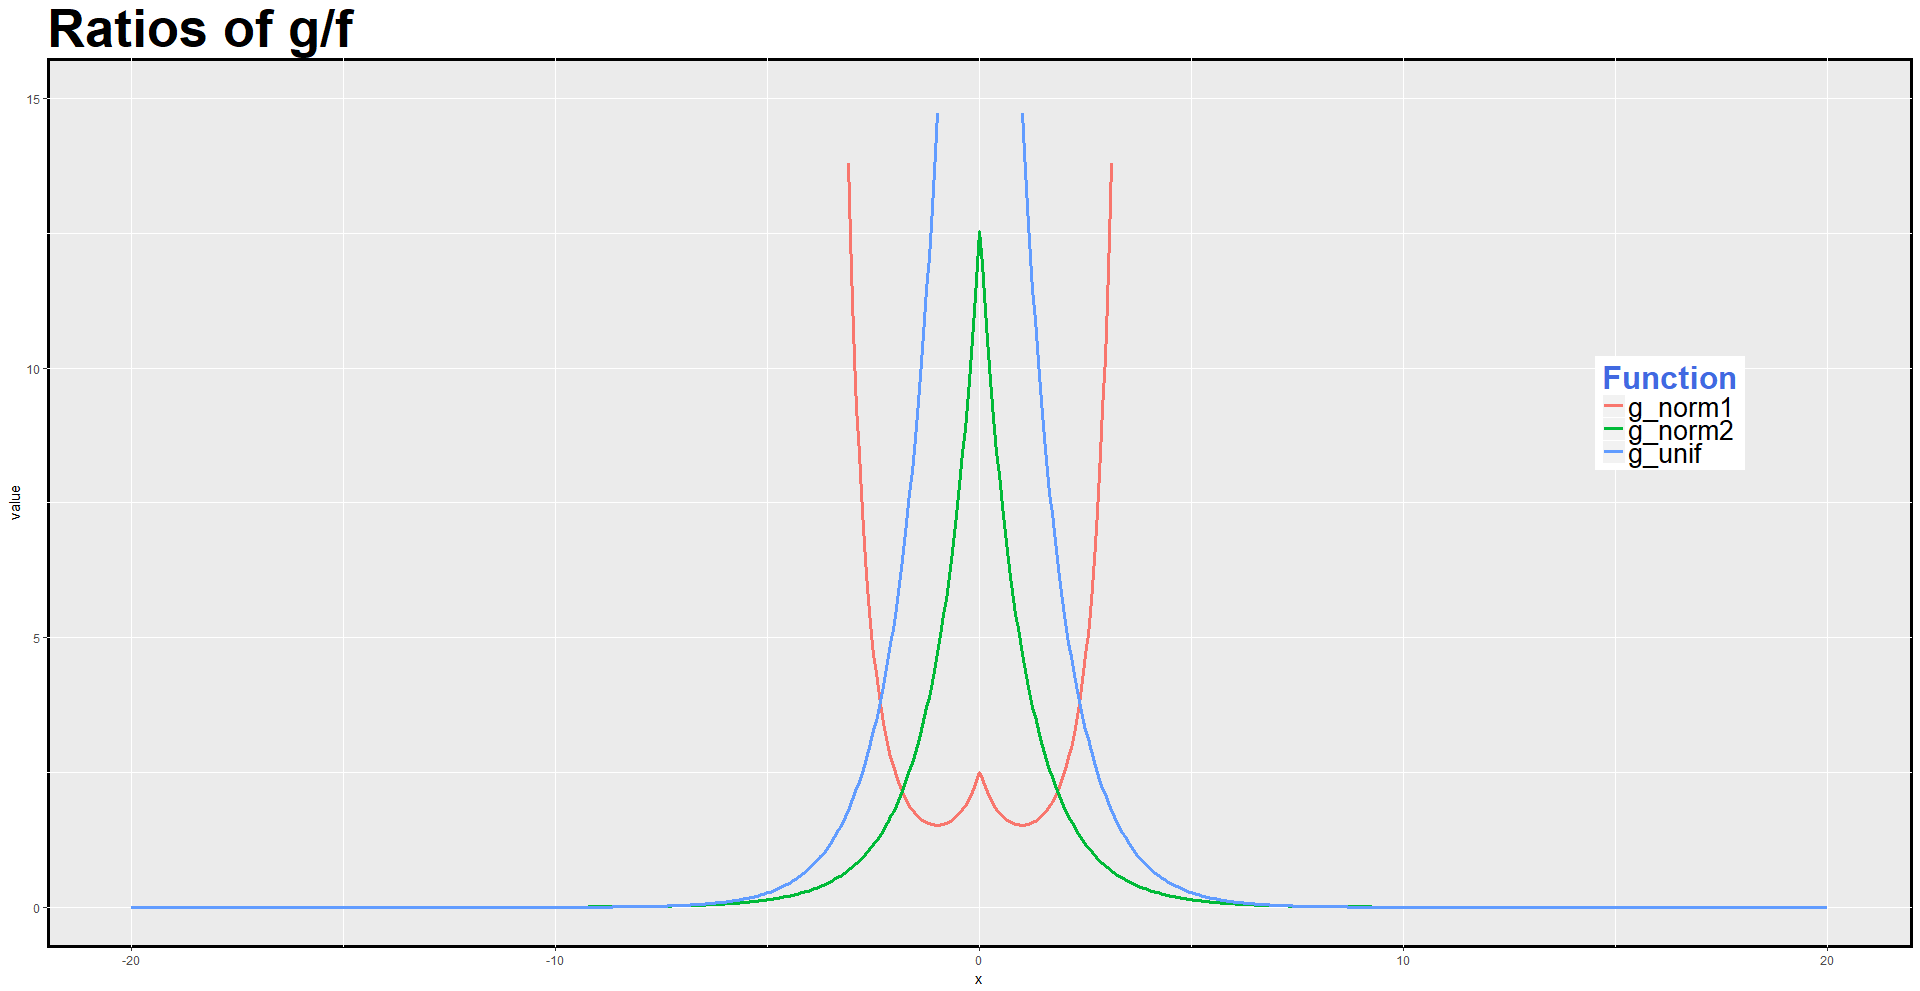 Ratios of g/f
15
10
5
0
value
-20
-10
0
10
20
x
Function
g_norm1
g_norm2
g_unif